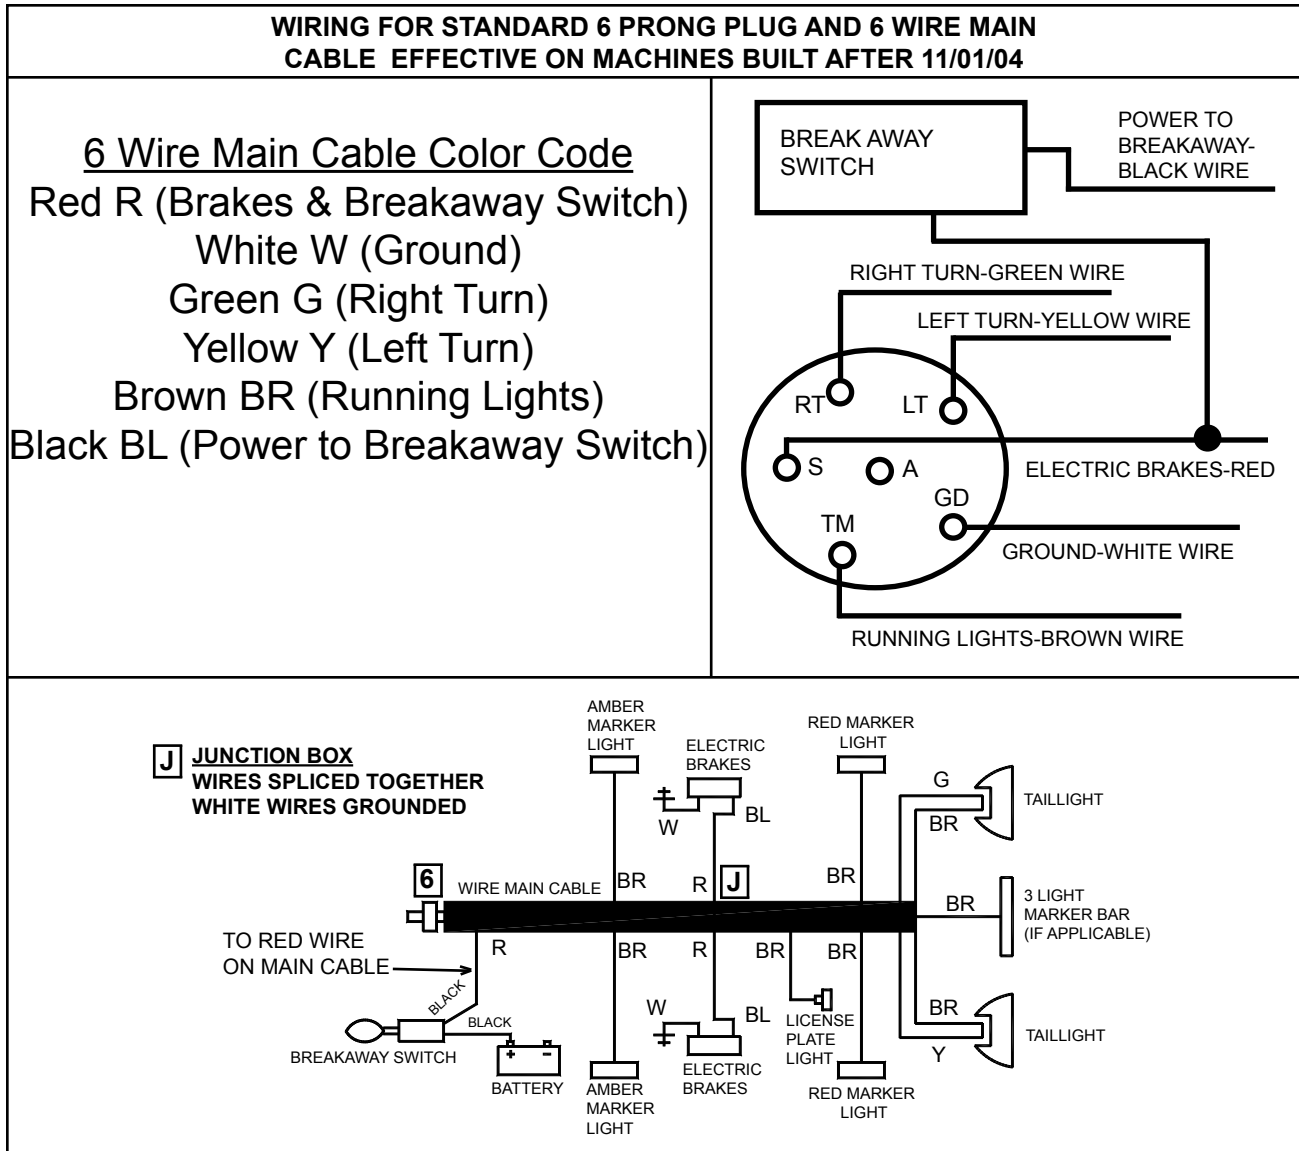 WIRING FOR STANDARD 6 PRONG PLUG AND 6 WIRE MAIN
CABLE EFFECTIVE ON MACHINES BUILT AFTER 11/01/04
6 Wire Main Cable Color Code
Red R (Brakes & Breakaway Switch)
White W (Ground)
Green G (Right Turn)
Yellow Y (Left Turn)
Brown BR (Running Lights)
Black BL (Power to Breakaway Switch)
BREAK AWAY
SWITCH
POWER TO
BREAKAWAY-
BLACK WIRE
RIGHT TURN-GREEN WIRE
LEFT TURN-YELLOW WIRE
RT
LT
S
A
ELECTRIC BRAKES-RED
GD
TM
GROUND-WHITE WIRE
RUNNING LIGHTS-BROWN WIRE
J JUNCTION BOX
WIRES SPLICED TOGETHER
WHITE WIRES GROUNDED
AMBER
MARKER
LIGHT
ELECTRIC
BRAKES
RED MARKER
LIGHT
W
BL
G
BR
TAILLIGHT
6
WIRE MAIN CABLE
BR
R
J
BR
BR
3 LIGHT
MARKER BAR
(IF APPLICABLE)
TO RED WIRE
ON MAIN CABLE
R
BR
R
BR
BR
BLACK
BLACK
BREAKAWAY SWITCH
+ -
BATTERY
W
BL
LICENSE
PLATE
LIGHT
BR
Y
TAILLIGHT
AMBER
MARKER
LIGHT
ELECTRIC
BRAKES
RED MARKER
LIGHT